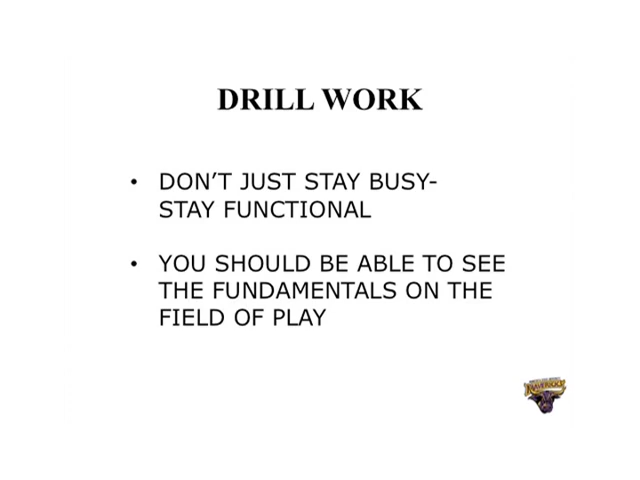 DRILL WORK
• DON’T JUST STAY BUSY-
STAY FUNCTIONAL
• YOU SHOULD BE ABLE TO SEE
THE FUNDAMENTALS ON THE
FIELD OF PLAY
MAVERICKS